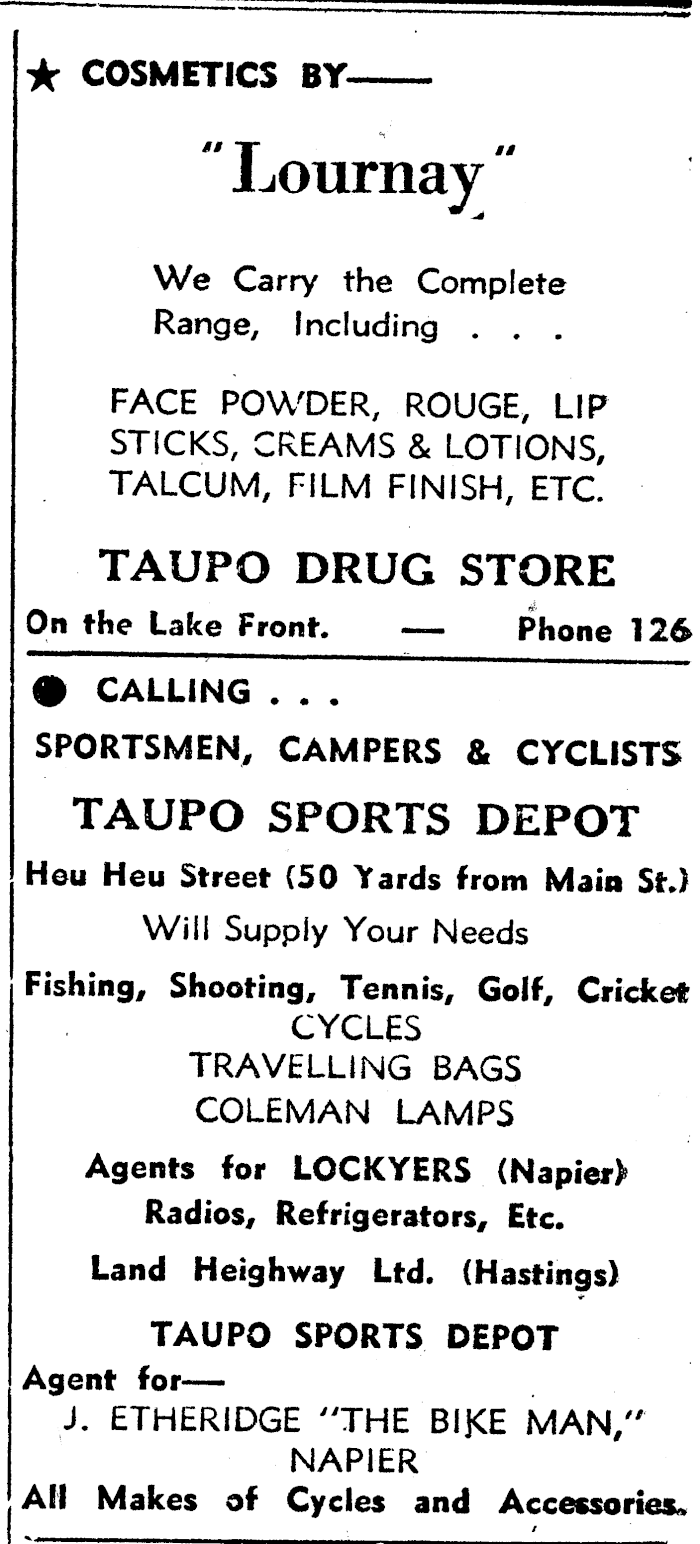 ★ COSMETICS BY——
"Lournay"
We Carry the Complete
Range, Including . . .
FACE POWDER, ROUGE, LIP
STICKS, CREAMS & LOTIONS,
TALCUM, FILM FINISH, ETC.
TAUPO DRUG STORE
On the Lake Front. — Phone 126
● CALLING . . .
SPORTSMEN, CAMPERS & CYCLISTS
TAUPO SPORTS DEPOT
Heu Heu Street (50 Yards from Main St.)
Will Supply Your Needs
Fishing, Shooting, Tennis, Golf, Cricket
CYCLES
TRAVELLING BAGS
COLEMAN LAMPS
Agents for LOCKYERS (Napier)
Radios, Refrigerators, Etc.
Land Heighway Ltd. (Hastings)
TAUPO SPORTS DEPOT
Agent for—
J. ETHERIDGE "THE BIKE MAN,"
NAPIER
All Makes of Cycles and Accessories.